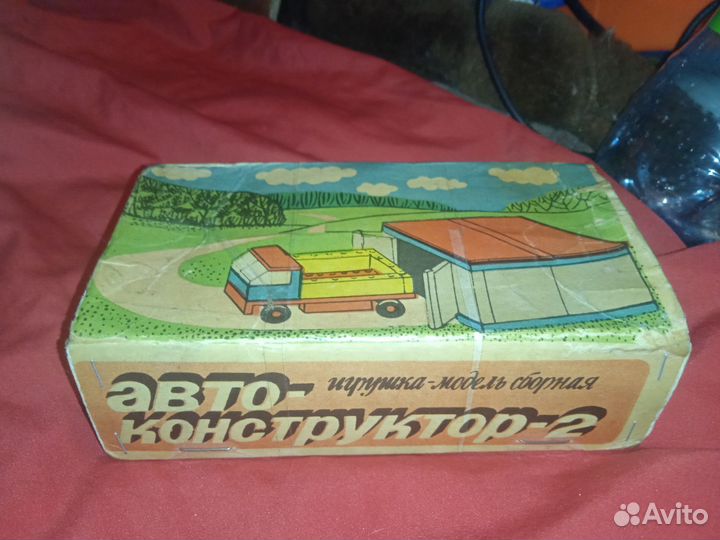 игрушка-модель сборная
авто-
конструктор-2
Avito